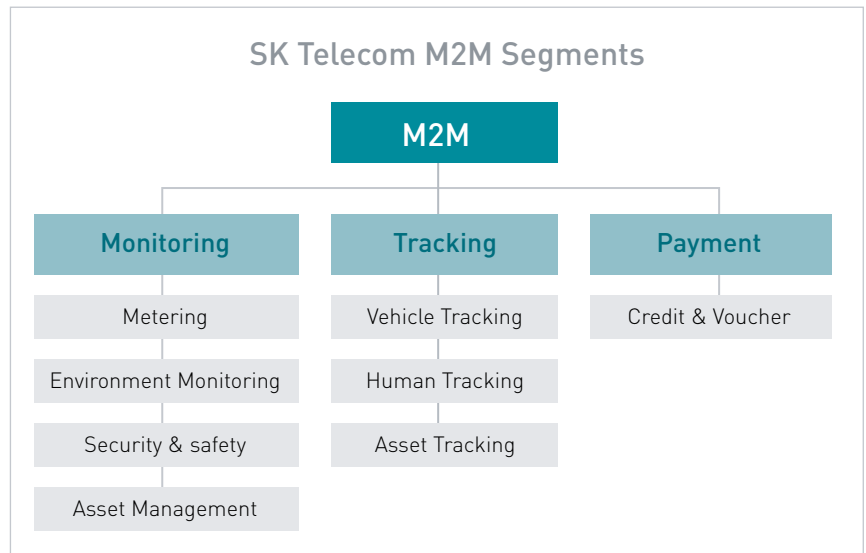 SK Telecom M2M Segments
M2M
Monitoring
Metering
Environment Monitoring
Security & safety
Asset Management
Tracking
Vehicle Tracking
Human Tracking
Asset Tracking
Payment
Credit & Voucher